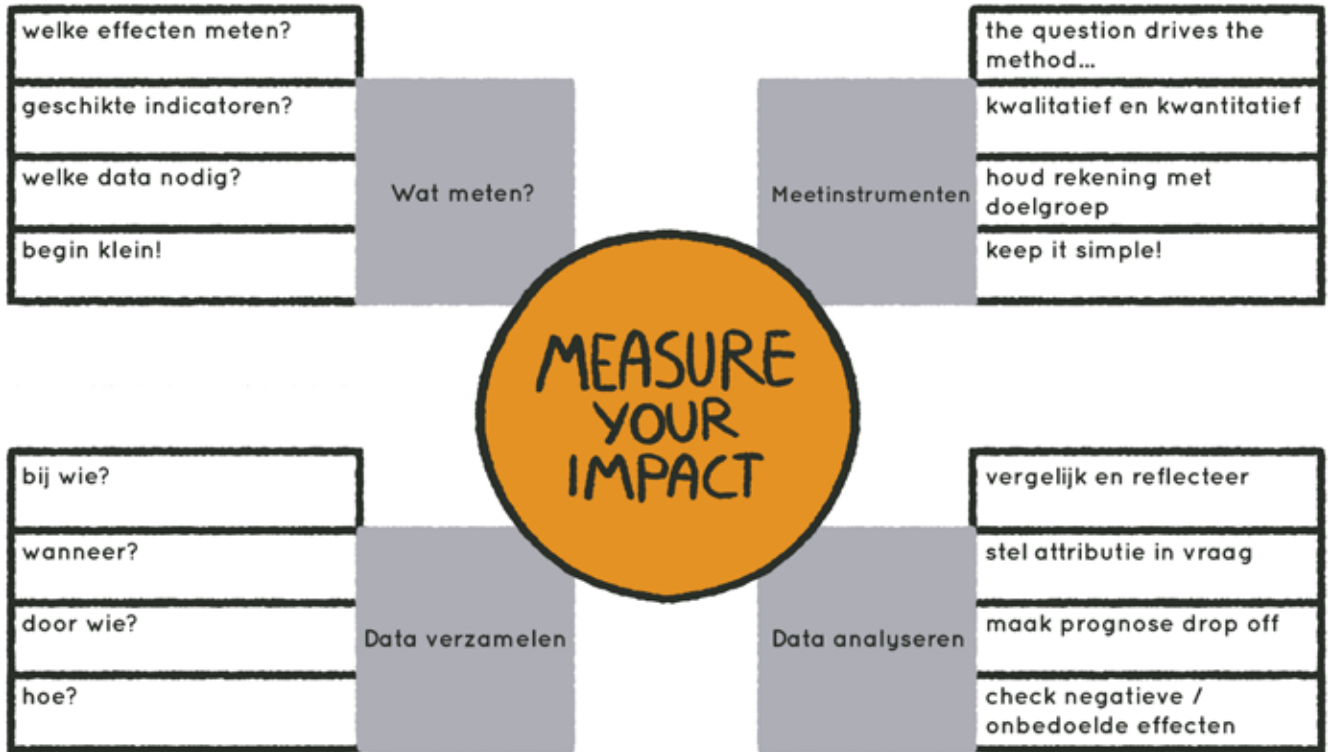 welke effecten meten?
geschikte indicatoren?
welke data nodig?
begin klein!
Wat meten?
the question drives the
method...
kwalitatief en kwantitatief
houd rekening met
doelgroep
keep it simple!
Meetinstrumenten
MEASURE
YOUR
IMPACT
bij wie?
wanneer?
door wie?
hoe?
Data verzamelen
vergelijk en reflecteer
stel attributie in vraag
maak prognose drop off
check negatieve /
onbedoelde effecten
Data analyseren